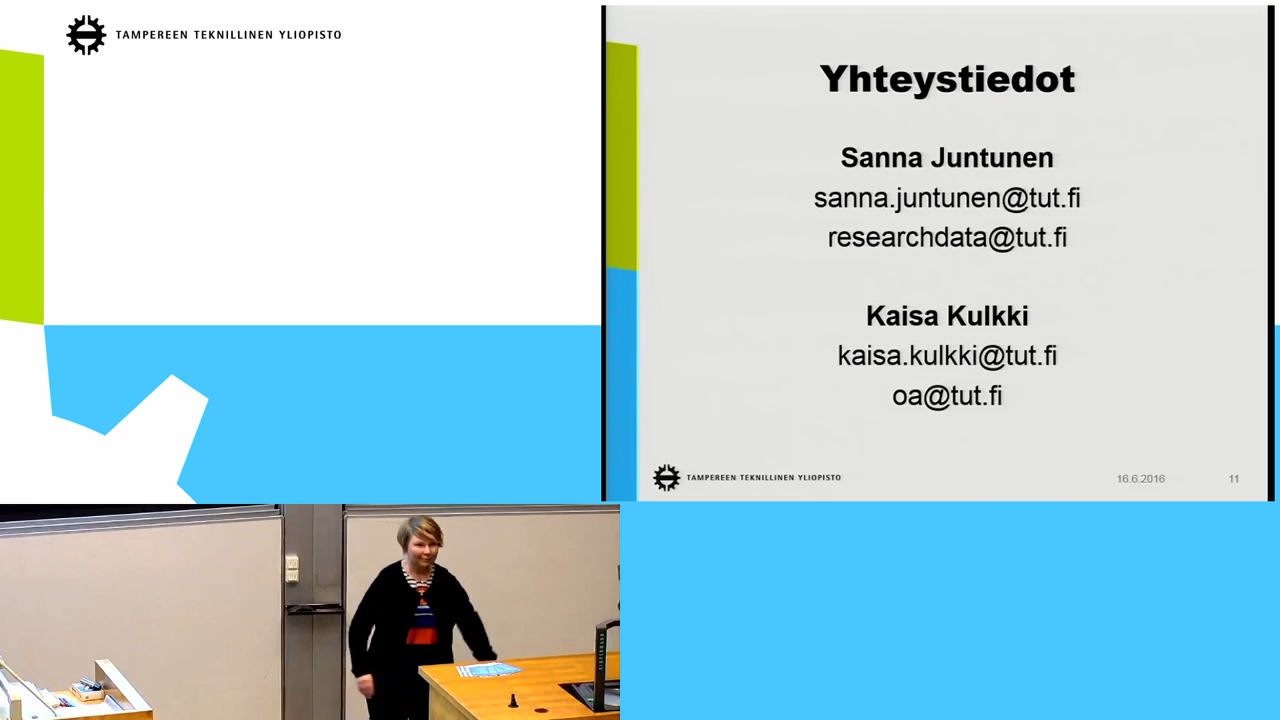 TAMPEREEN TEKNILLINEN YLIOPISTO
Yhteystiedot
Sanna Juntunen
sanna.juntunen@tut.fi
researchdata@tut.fi
Kaisa Kulkki
kaisa.kulkki@tut.fi
oa@tut.fi
TAMPEREEN TEKNILLINEN YLIOPISTO
16.6.2016
11